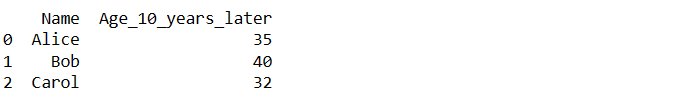 Name  Age_10_years_later
0  Alice                  35
1    Bob                  40
2  Carol                  32